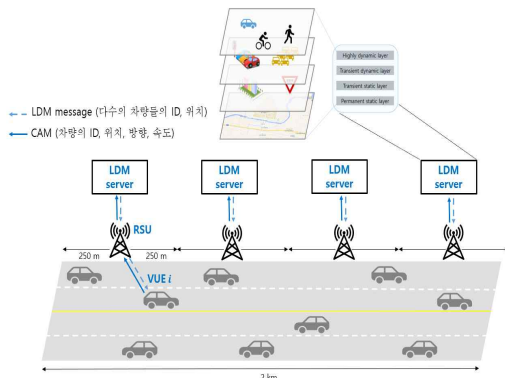 Highly dynamic layer
Transient dynamic layer
Transient static layer
Permanent static layer
LDM message (다수의 차량들의 ID, 위치)
CAM (차량의 ID, 위치, 방향, 속도)
LDM server
LDM server
LDM server
LDM server
RSU
250 m
250 m
VUE i
2 km